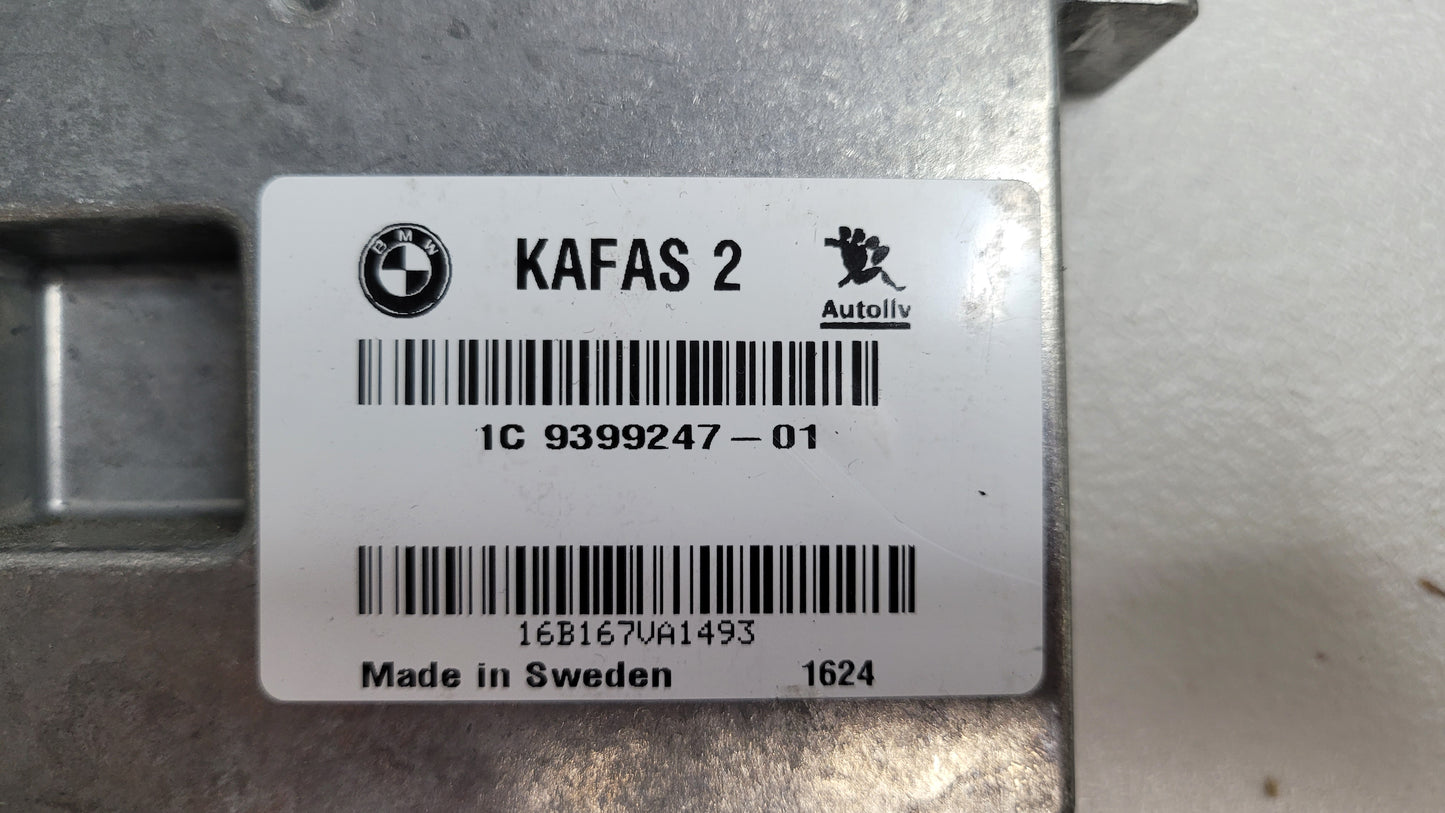 BMW KAFAS 2 Autoliv
1C 9399247-01
16B167VA1493
Made in Sweden 1624